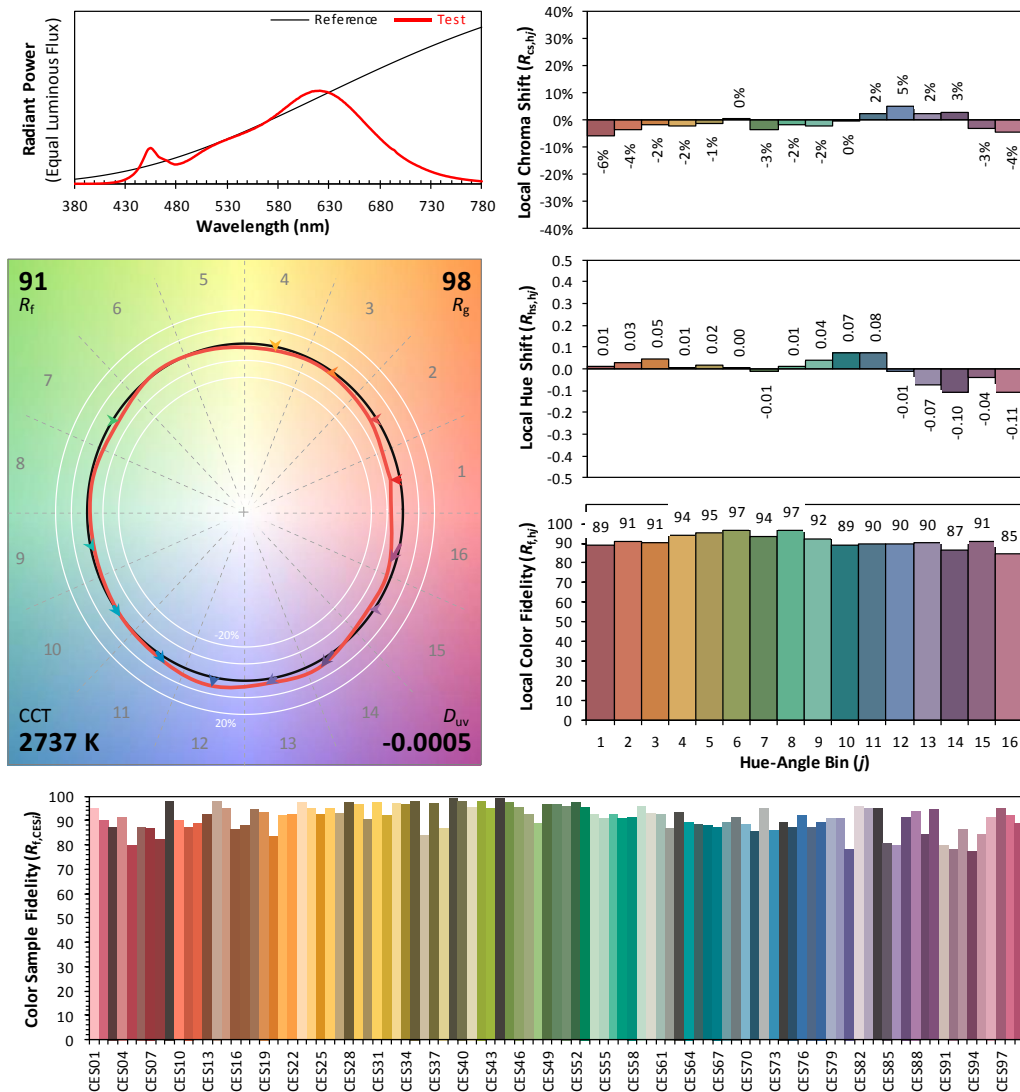 Radiant Power
(Equal Luminous Flux)
Reference
Test
380 430 480 530 580 630 680 730 780
Wavelength (nm)
Local Chroma Shift (Rcs,hj)
40%
30%
20%
10%
0%
-10%
-20%
-30%
-40%
-6% -4% -2% -2% -1% 0% -3% -2% -2% 0% 2% 5% 2% 3% -3% -4%
91
Rf
98
Rg
5 4
6 3
7 2
8 1
9 16
10 15
11 14
12 13
-20%
20%
CCT
2737 K
Duv
-0.0005
Local Hue Shift (Rhs,hj)
0.5
0.4
0.3
0.2
0.1
0.0
-0.1
-0.2
-0.3
-0.4
-0.5
0.01 0.03 0.05 0.01 0.02 0.00 -0.01 0.01 0.04 0.07 0.08 -0.01 -0.07 -0.10 -0.04 -0.11
Local Color Fidelity (Rf,hj)
100
90
80
70
60
50
40
30
20
10
0
89 91 91 94 95 97 94 97 92 89 90 90 90 87 91 85
1 2 3 4 5 6 7 8 9 10 11 12 13 14 15 16
Hue-Angle Bin (j)
Color Sample Fidelity (Rf,CESi)
100
90
80
70
60
50
40
30
20
10
0
CES01 CES04 CES07 CES10 CES13 CES16 CES19 CES22 CES25 CES28 CES31 CES34 CES37 CES40 CES43 CES46 CES49 CES52 CES55 CES58 CES61 CES64 CES67 CES70 CES73 CES76 CES79 CES82 CES85 CES88 CES91 CES94 CES97